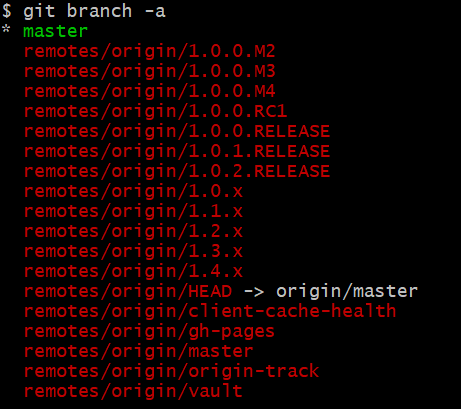 $ git branch -a
* master
remotes/origin/1.0.0.M2
remotes/origin/1.0.0.M3
remotes/origin/1.0.0.M4
remotes/origin/1.0.0.RC1
remotes/origin/1.0.0.RELEASE
remotes/origin/1.0.1.RELEASE
remotes/origin/1.0.2.RELEASE
remotes/origin/1.0.x
remotes/origin/1.1.x
remotes/origin/1.2.x
remotes/origin/1.3.x
remotes/origin/1.4.x
remotes/origin/HEAD -> origin/master
remotes/origin/client-cache-health
remotes/origin/gh-pages
remotes/origin/master
remotes/origin/origin-track
remotes/origin/vault